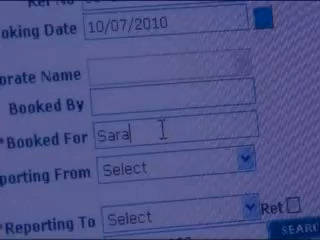 Ref No
oking Date 10/07/2010
orate Name
Booked By
*Booked For Sara
porting From Select
*Reporting To Select Ret
SEARC